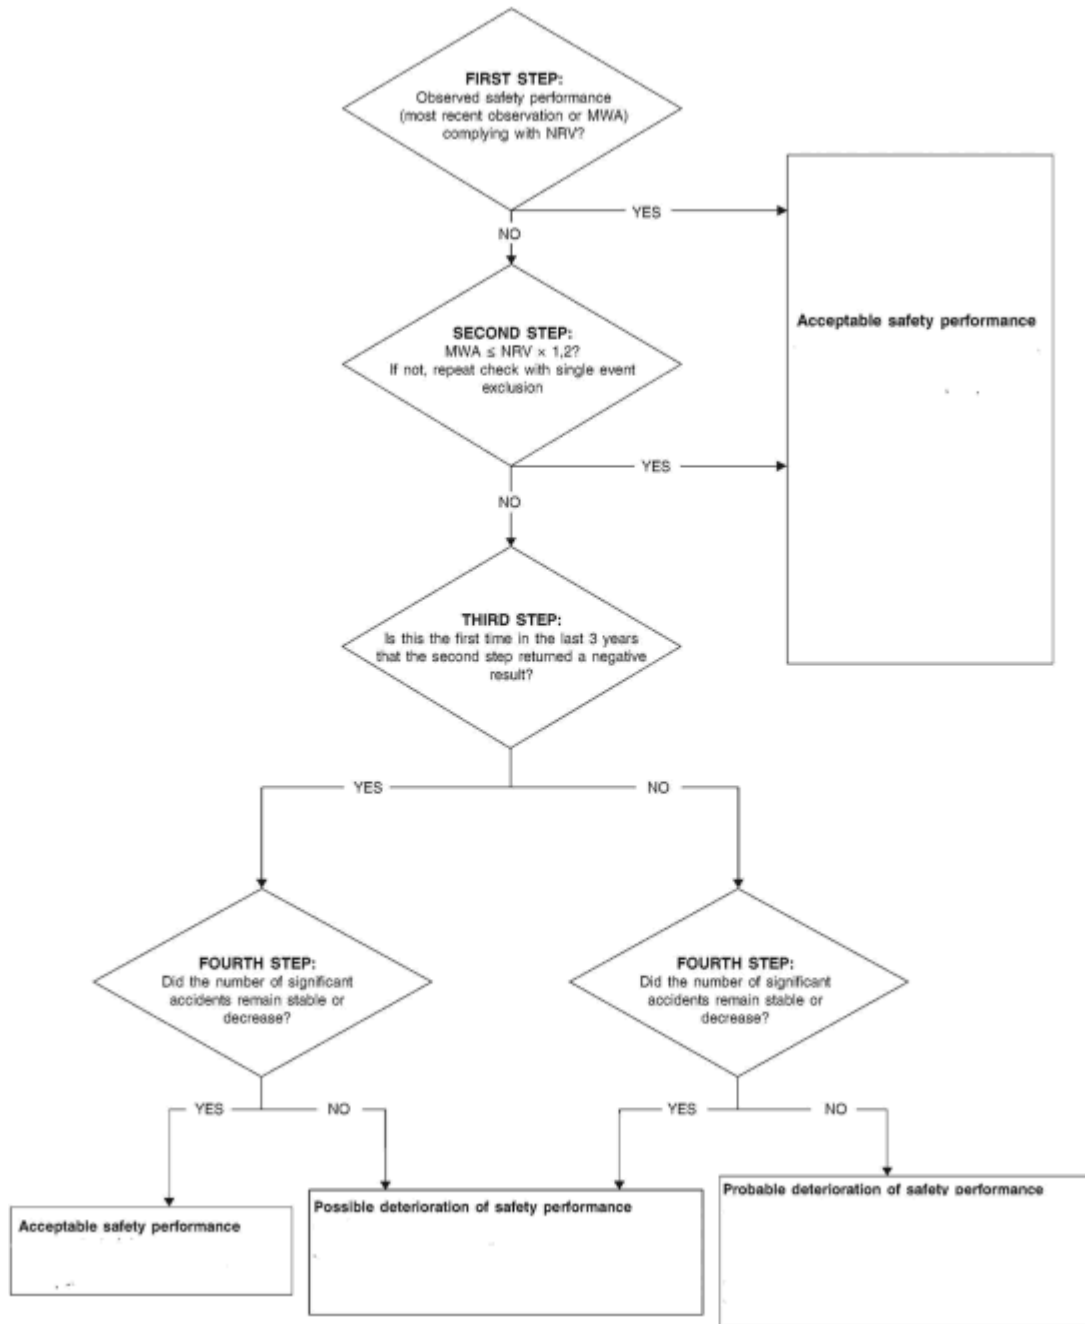 FIRST STEP:
Observed safety performance
(most recent observation or MWA)
complying with NRV?
YES
NO
Acceptable safety performance
SECOND STEP:
MWA ≤ NRV × 1,2?
If not, repeat check with single event
exclusion
YES
NO
THIRD STEP:
Is this the first time in the last 3 years
that the second step returned a negative
result?
YES
NO
FOURTH STEP:
Did the number of significant
accidents remain stable or
decrease?
FOURTH STEP:
Did the number of significant
accidents remain stable or
decrease?
YES
NO
YES
NO
Acceptable safety performance
Possible deterioration of safety performance
Probable deterioration of safety performance